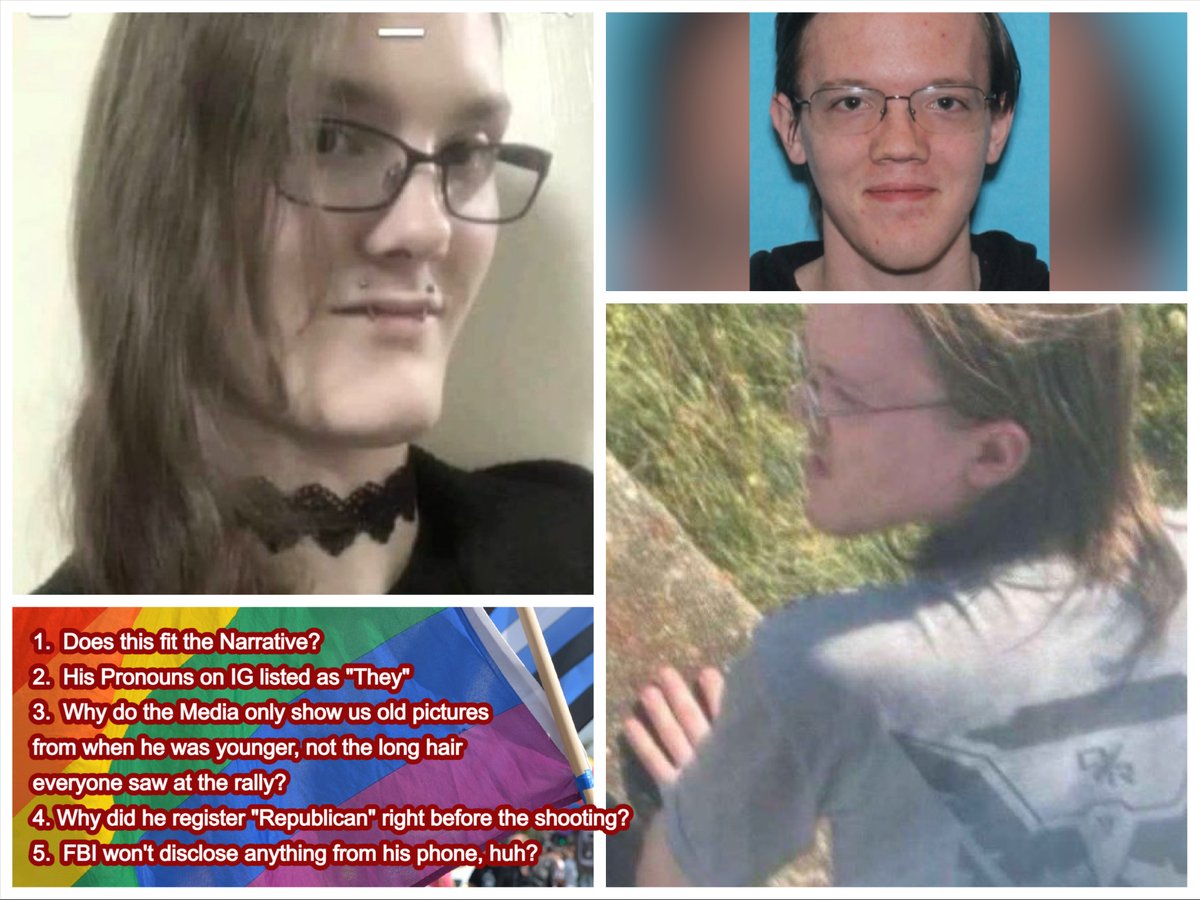 1. Does this fit the Narrative?
2. His Pronouns on IG listed as "They"
3. Why do the Media only show us old pictures
from when he was younger, not the long hair
everyone saw at the rally?
4. Why did he register "Republican" right before the shooting?
5. FBI won't disclose anything from his phone, huh?